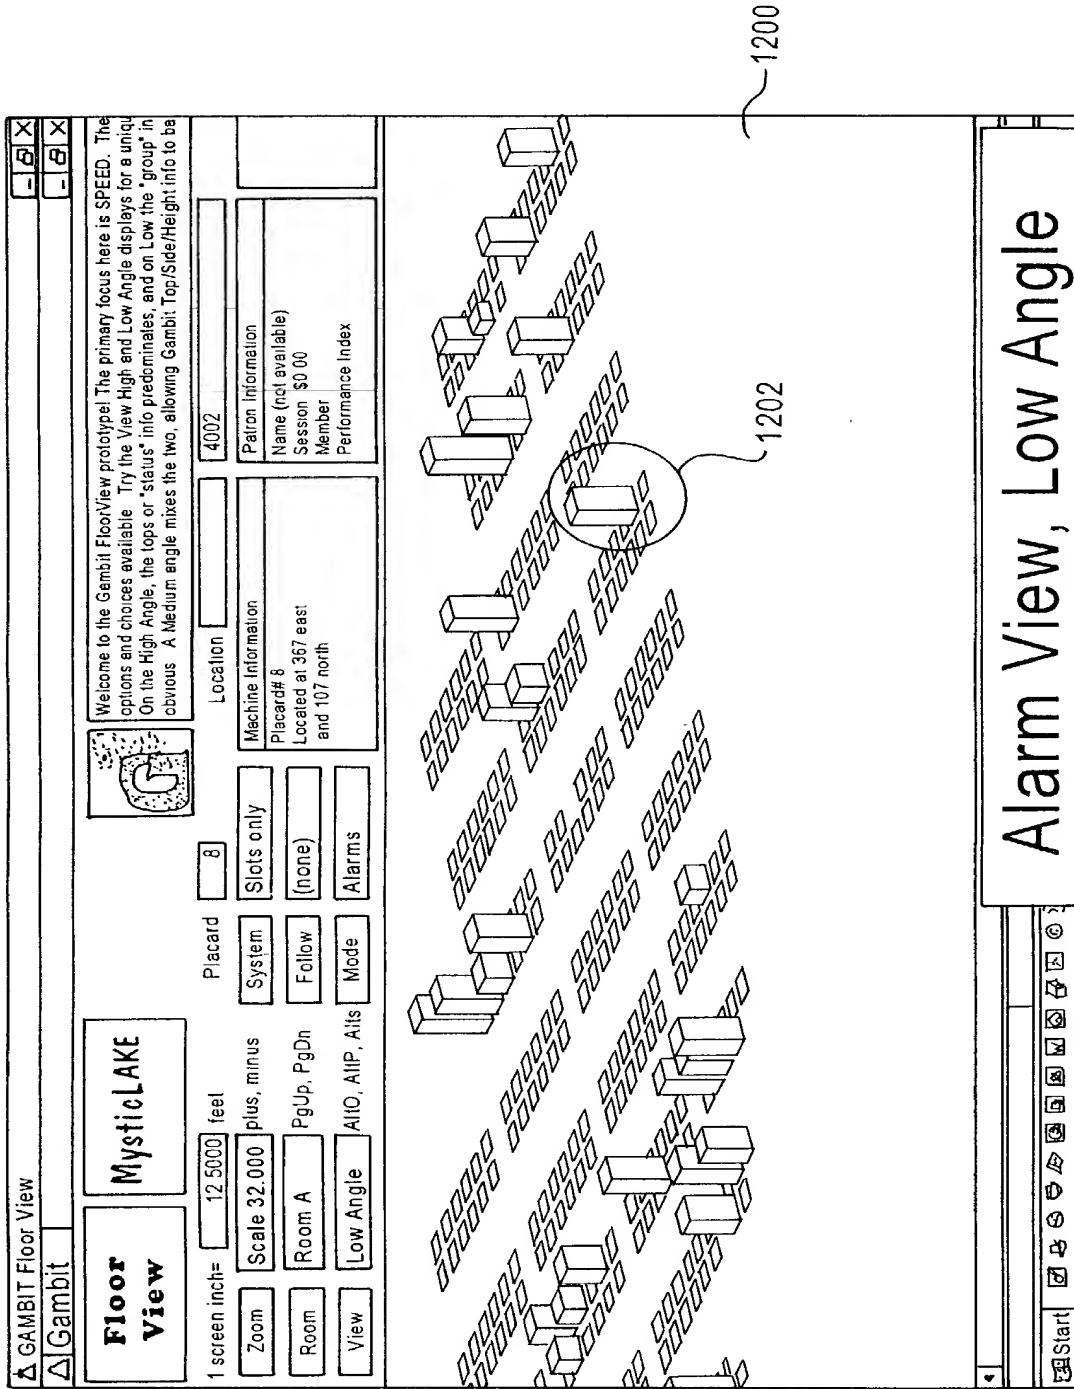 GAMBIT Floor View
Gambit
Floor
View
MysticLAKE
G
Welcome to the Gembit FloorView prototype! The primary focus here is SPEED. The
options and choices available Try the View High and Low Angle displays for a uniqu
On the High Angle, the tops or "status" info predominates, and on Low the "group" in
obvious A Medium angle mixes the two, allowing Gambit Top/Side/Height info to be
1 screen inch= 12 5000 feet
Placard 8
Location 4002
Zoom Scale 32.000 plus, minus
System Slots only
Room Room A PgUp, PgDn
Follow (none)
View Low Angle AltO, AltP, Alts
Mode Alarms
Machine Information
Placard# 8
Located at 367 east
and 107 north
Patron Information
Name (not available)
Session $0 00
Member
Performance Index
1202
1200
Start
Alarm View, Low Angle